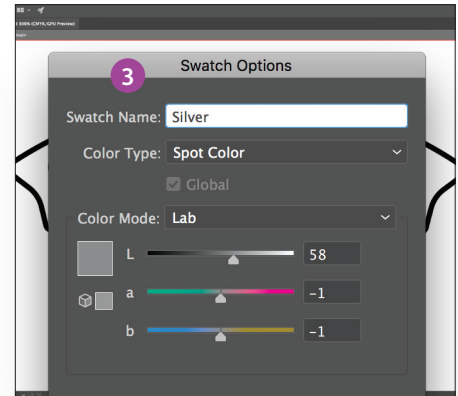 3
Swatch Options
Swatch Name: Silver
Color Type: Spot Color
Global
Color Mode: Lab
L 58
a -1
b -1